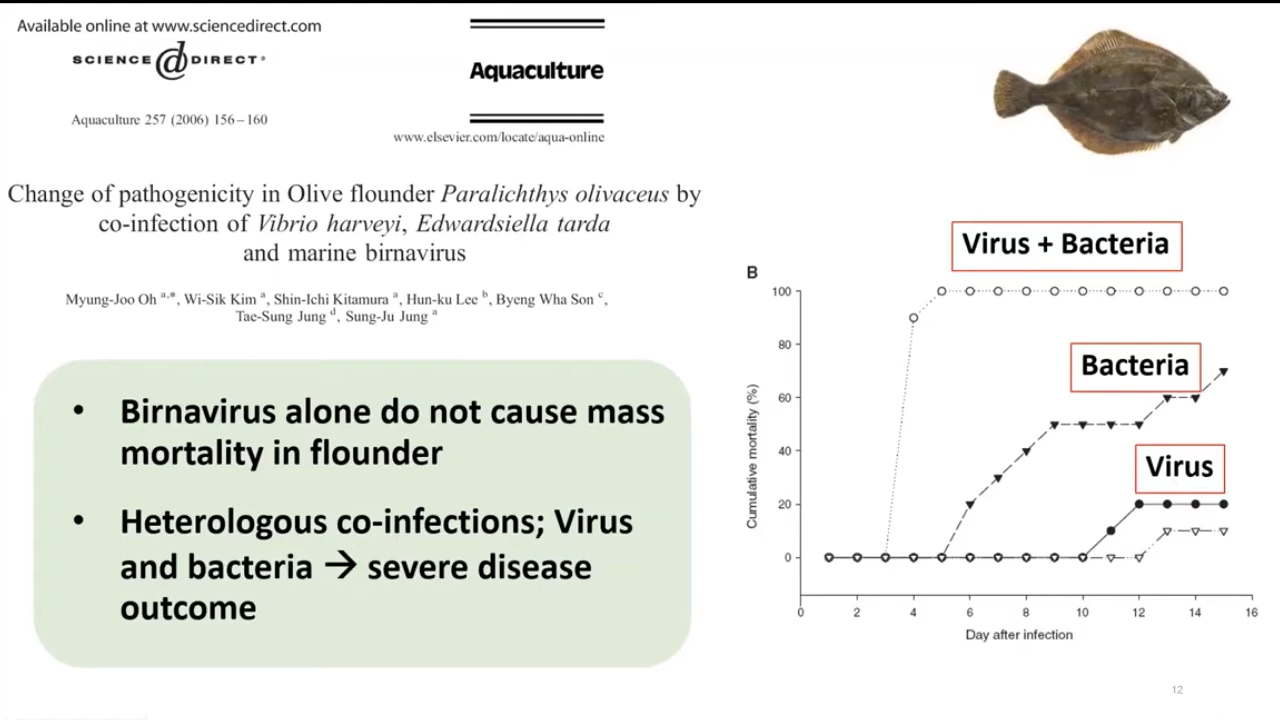 Available online at www.sciencedirect.com
SCIENCE DIRECT®
Aquaculture
Aquaculture 257 (2006) 156–160
www.elsevier.com/locate/aqua-online
Change of pathogenicity in Olive flounder Paralichthys olivaceus by
co-infection of Vibrio harveyi, Edwardsiella tarda
and marine birnavirus
Myung-Joo Oh a,*, Wi-Sik Kim a, Shin-Ichi Kitamura a, Hun-ku Lee b, Byeng Wha Son c,
Tae-Sung Jung d, Sung-Ju Jung a
• Birnavirus alone do not cause mass
mortality in flounder
• Heterologous co-infections; Virus
and bacteria → severe disease
outcome
Virus + Bacteria
B
Bacteria
Virus
Cumulative mortality (%)
100
80
60
40
20
0
0 2 4 6 8 10 12 14 16
Day after infection
12